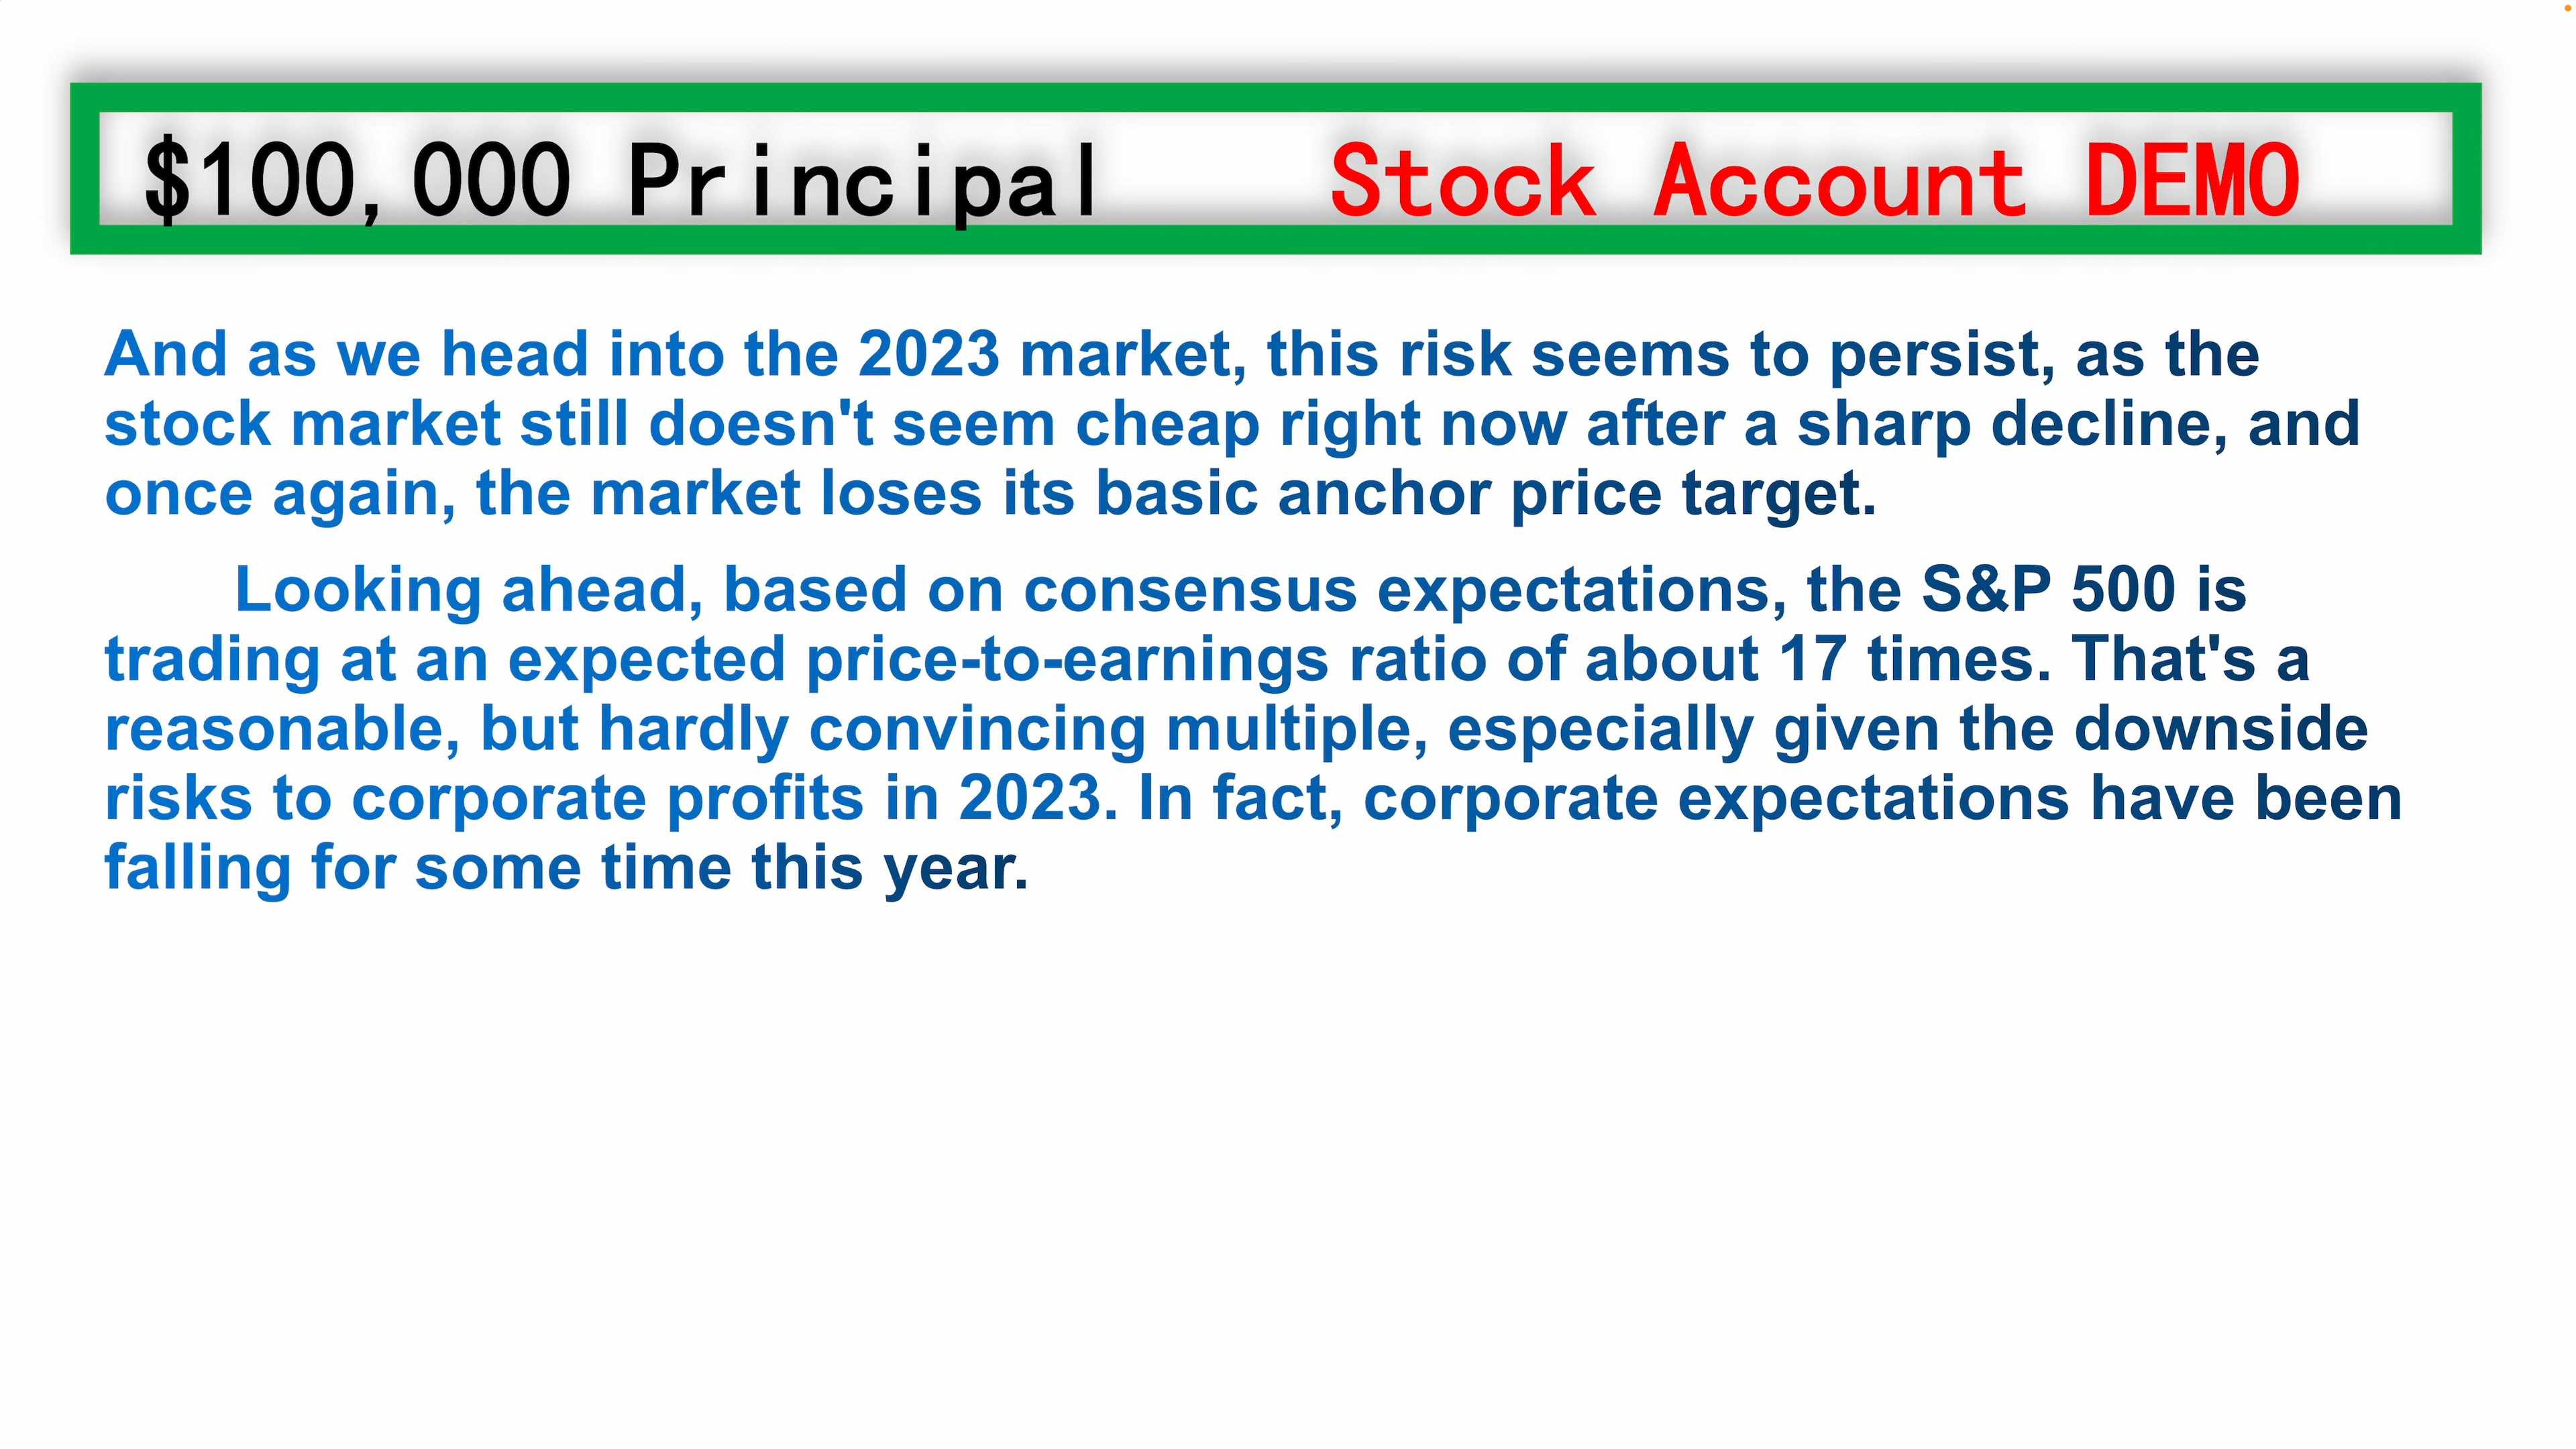 $100,000 Principal Stock Account DEMO
And as we head into the 2023 market, this risk seems to persist, as the
stock market still doesn't seem cheap right now after a sharp decline, and
once again, the market loses its basic anchor price target.
Looking ahead, based on consensus expectations, the S&P 500 is
trading at an expected price-to-earnings ratio of about 17 times. That's a
reasonable, but hardly convincing multiple, especially given the downside
risks to corporate profits in 2023. In fact, corporate expectations have been
falling for some time this year.